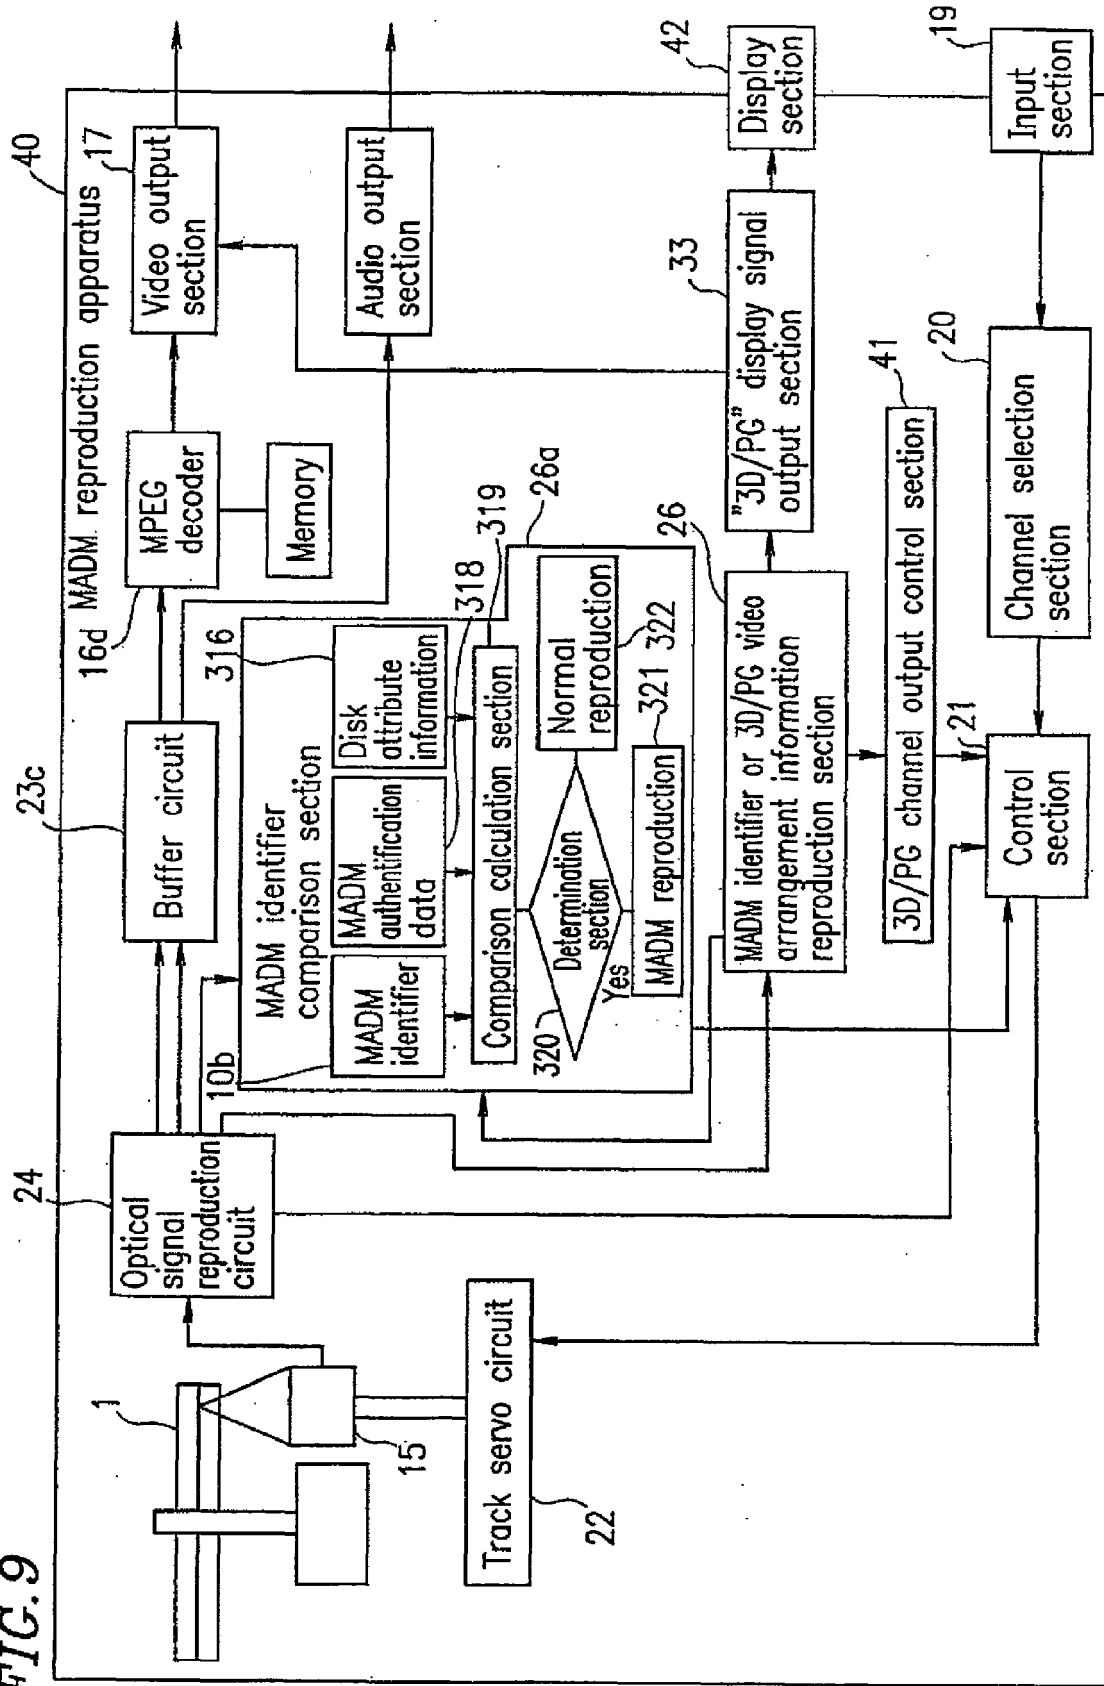 FIG. 9
40
MADM reproduction apparatus
1
15
Track servo circuit
22
24
Optical
signal
reproduction
circuit
23c
Buffer circuit
16d
MPEG
decoder
Memory
17
Video output
section
Audio output
section
MADM identifier
comparison section
316
10b
MADM
identifier
MADM
authentification
data
Disk
attribute
information
318
319
26a
Comparison calculation section
Determination
section
320
Yes
Normal
reproduction
322
321
MADM reproduction
26
MADM identifier or 3D/PG video
arrangement information
reproduction section
33
"3D/PG" display signal
output section
42
Display
section
41
3D/PG channel output control section
21
Control
section
20
Channel selection
section
19
Input
section